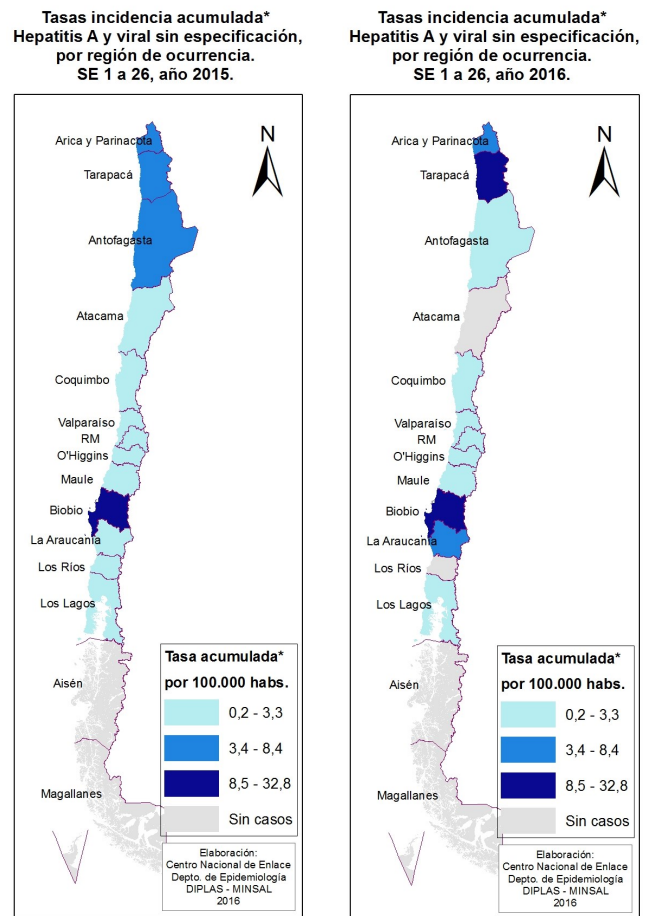 Tasas incidencia acumulada*
Hepatitis A y viral sin especificación,
por región de ocurrencia.
SE 1 a 26, año 2015.
N
Arica y Parinacota
Tarapacá
Antofagasta
Atacama
Coquimbo
Valparaíso
RM
O'Higgins
Maule
Biobio
La Araucanía
Los Ríos
Los Lagos
Aisén
Magallanes
Tasa acumulada*
por 100.000 habs.
0,2 - 3,3
3,4 - 8,4
8,5 - 32,8
Sin casos
Elaboración:
Centro Nacional de Enlace
Depto. de Epidemiología
DIPLAS - MINSAL
2016
Tasas incidencia acumulada*
Hepatitis A y viral sin especificación,
por región de ocurrencia.
SE 1 a 26, año 2016.
N
Arica y Parinacota
Tarapacá
Antofagasta
Atacama
Coquimbo
Valparaíso
RM
O'Higgins
Maule
Biobio
La Araucanía
Los Ríos
Los Lagos
Aisén
Magallanes
Tasa acumulada*
por 100.000 habs.
0,2 - 3,3
3,4 - 8,4
8,5 - 32,8
Sin casos
Elaboración:
Centro Nacional de Enlace
Depto. de Epidemiología
DIPLAS - MINSAL
2016